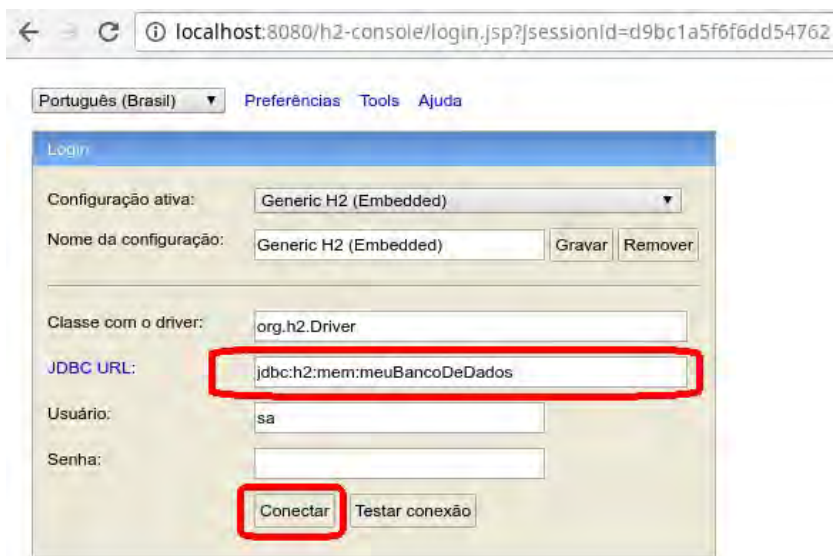 localhost:8080/h2-console/login.jsp?jsessionid=d9bc1a5f6f6dd54762
Português (Brasil) Preferências Tools Ajuda
Login
Configuração ativa: Generic H2 (Embedded)
Nome da configuração: Generic H2 (Embedded) Gravar Remover
Classe com o driver: org.h2.Driver
JDBC URL: jdbc:h2:mem:meuBancoDeDados
Usuário: sa
Senha:
Conectar Testar conexão